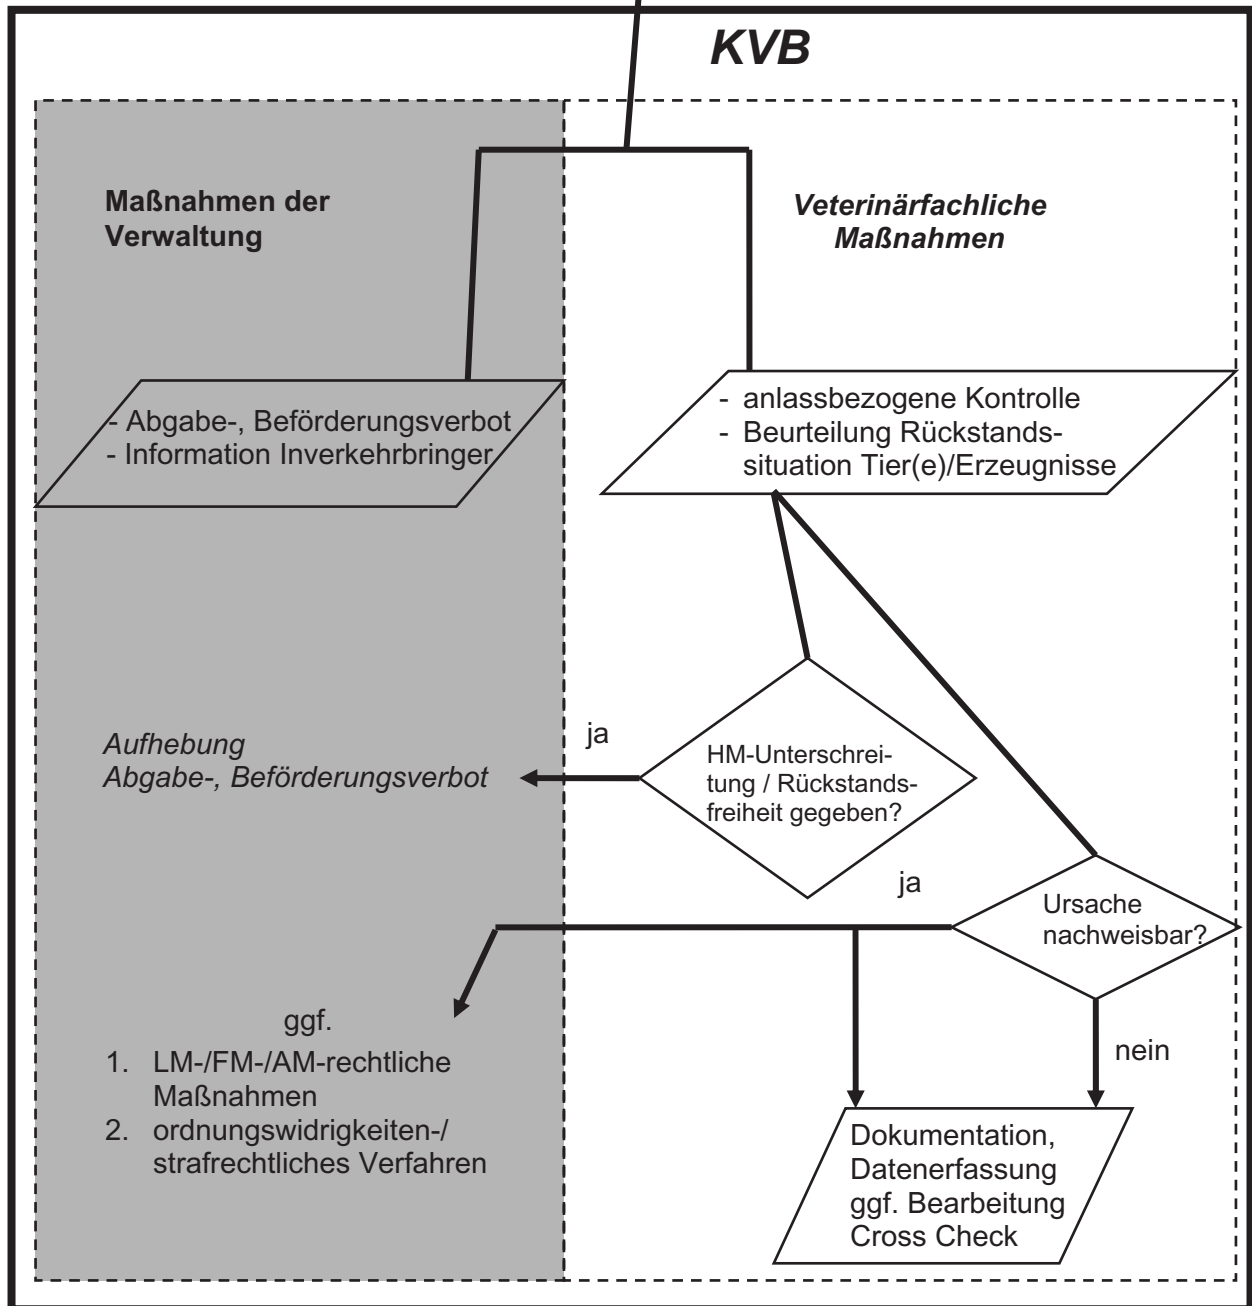 KVB
Maßnahmen der
Verwaltung
Veterinärfachliche
Maßnahmen
- Abgabe-, Beförderungsverbot
- Information Inverkehrbringer
- anlassbezogene Kontrolle
- Beurteilung Rückstands-
situation Tier(e)/Erzeugnisse
ja
Aufhebung
Abgabe-, Beförderungsverbot
HM-Unterschrei-
tung / Rückstands-
freiheit gegeben?
ja
Ursache
nachweisbar?
ggf.
1. LM-/FM-/AM-rechtliche
Maßnahmen
2. ordnungswidrigkeiten-/
strafrechtliches Verfahren
nein
Dokumentation,
Datenerfassung
ggf. Bearbeitung
Cross Check